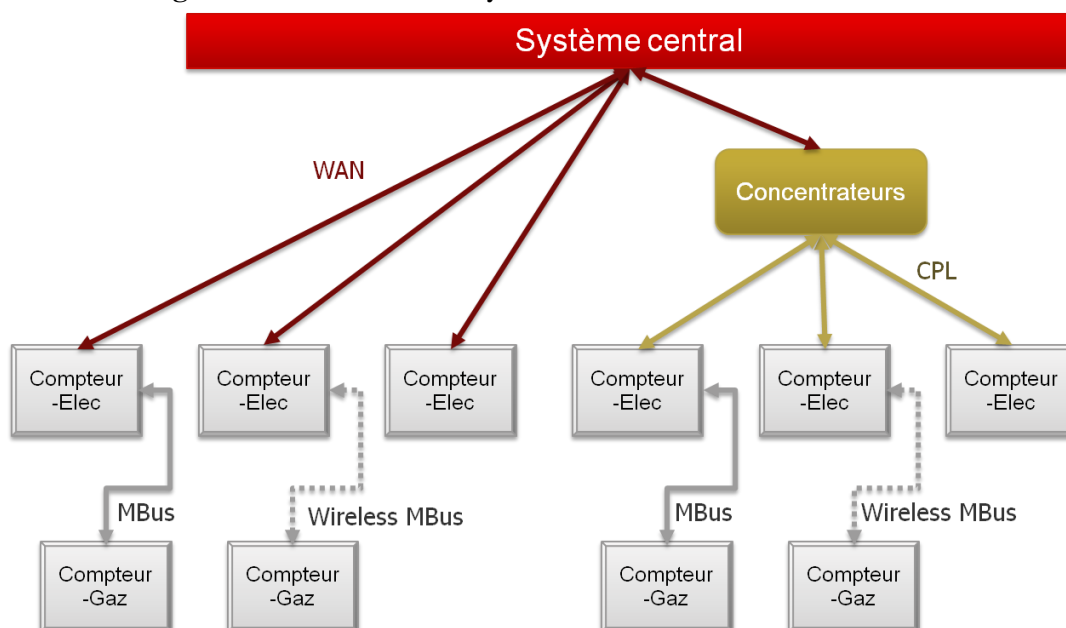 Système central
WAN
Concentrateurs
CPL
Compteur
-Elec
Compteur
-Elec
Compteur
-Elec
Compteur
-Elec
Compteur
-Elec
Compteur
-Elec
MBus
Wireless MBus
MBus
Wireless MBus
Compteur
-Gaz
Compteur
-Gaz
Compteur
-Gaz
Compteur
-Gaz